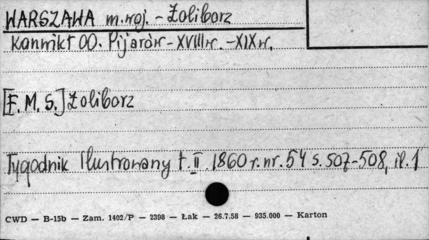 WARSZAWA m. woj. - Żoliborz
Konwikt OO. Pijarów - XVIII w. - XIX w.
[F. M. S.] Żoliborz
Tygodnik Ilustrowany t. II. 1860 r. nr. 54 s. 507-508, il. 1
CWD — B-15b — Zam. 1402/P — 2398 — Łak — 26.7.58 — 935.000 — Karton